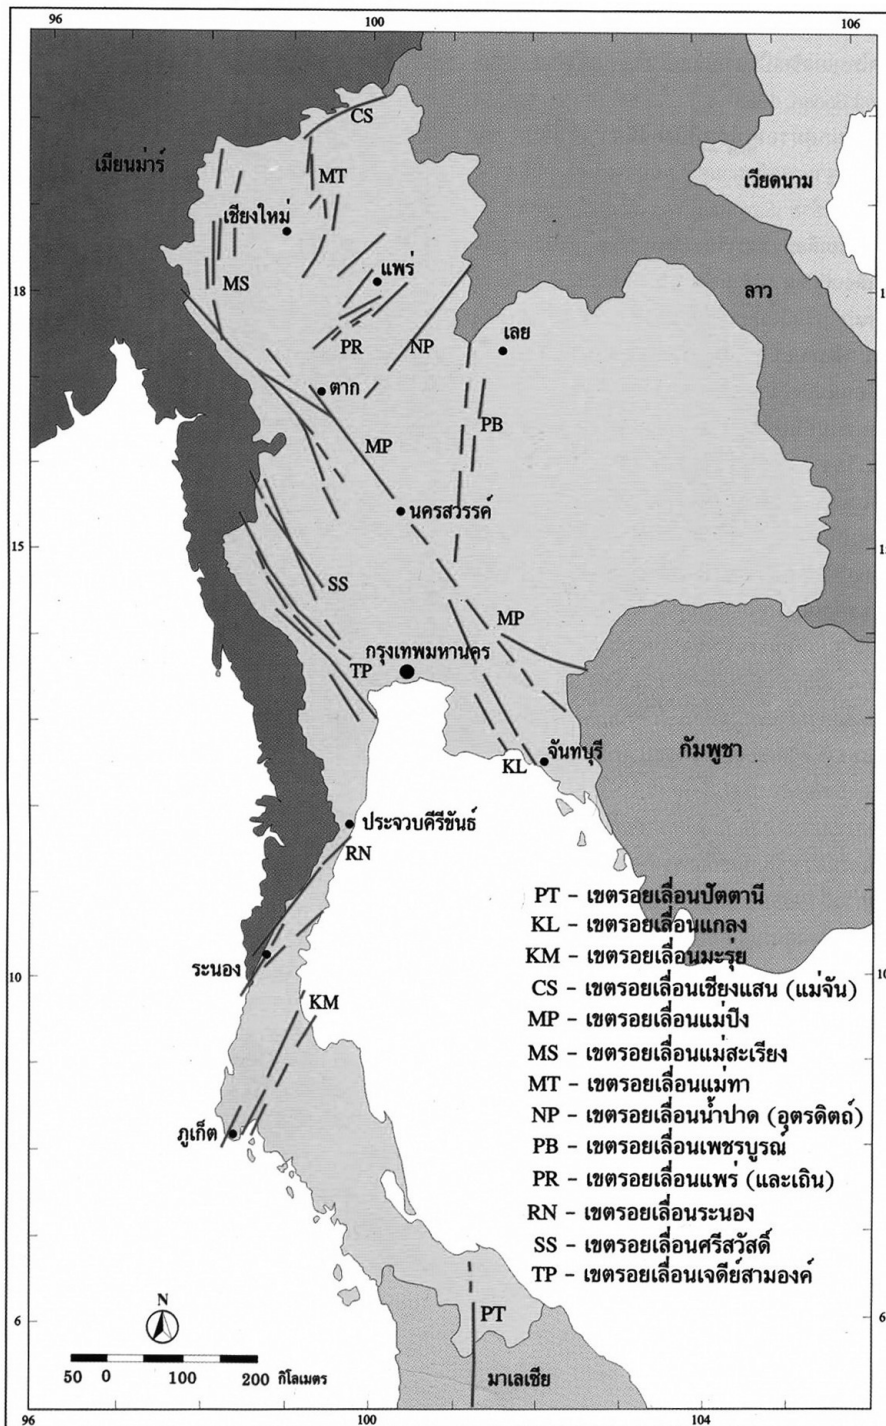 96 100 106
CS
เมียนม่าร์
MT
เวียดนาม
เชียงใหม่
แพร่
MS
18
ลาว
PR NP
เลย
ตาก
PB
MP
นครสวรรค์
15
SS
MP
กรุงเทพมหานคร
TP
กัมพูชา
จันทบุรี
KL
ประจวบคีรีขันธ์
RN
PT - เขตรอยเลื่อนปัตตานี
KL - เขตรอยเลื่อนแกลง
KM - เขตรอยเลื่อนมะรุ่ย
ระนอง
10 10
CS - เขตรอยเลื่อนเชียงแสน (แม่จัน)
KM
MP - เขตรอยเลื่อนแม่ปิง
MS - เขตรอยเลื่อนแม่สะเรียง
MT - เขตรอยเลื่อนแม่ทา
NP - เขตรอยเลื่อนน้ำปาด (อุตรดิตถ์)
ภูเก็ต
PB - เขตรอยเลื่อนเพชรบูรณ์
PR - เขตรอยเลื่อนแพร่ (และเถิน)
RN - เขตรอยเลื่อนระนอง
SS - เขตรอยเลื่อนศรีสวัสดิ์
TP - เขตรอยเลื่อนเจดีย์สามองค์
N
6 6
PT
50 0 100 200 กิโลเมตร
มาเลเซีย
96 100 104